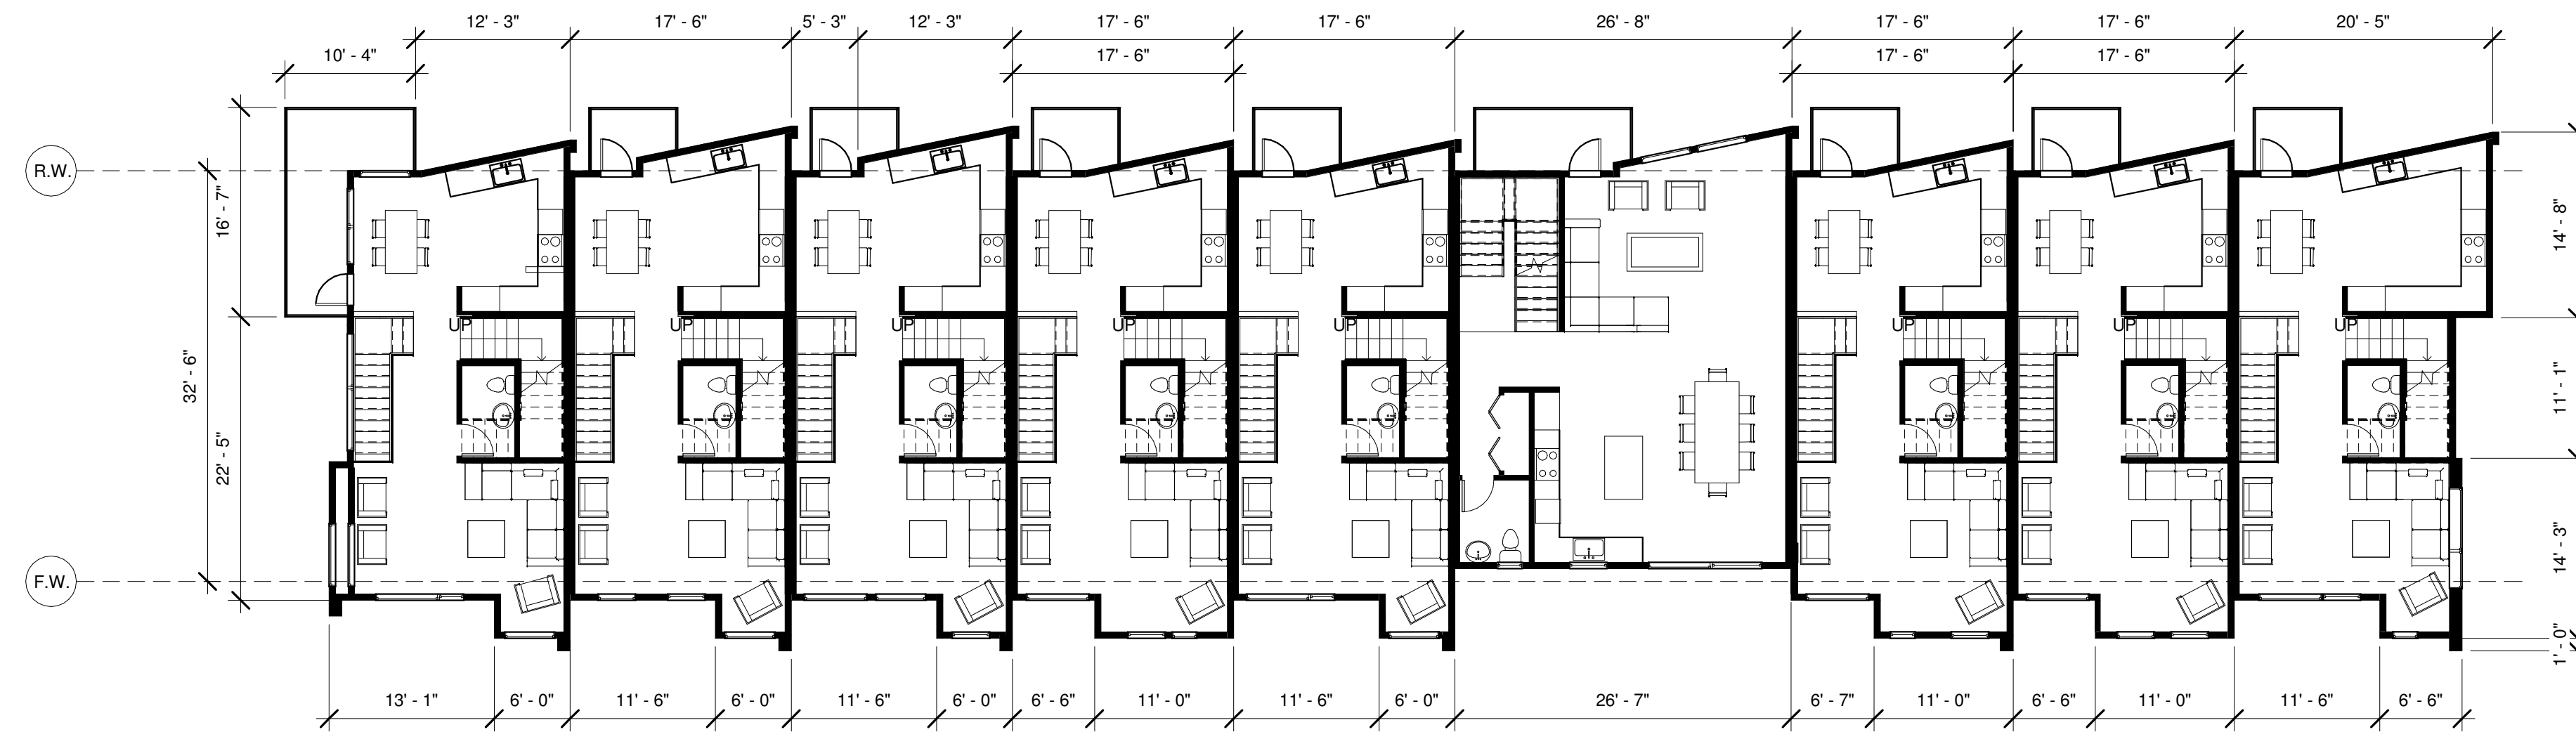 12' - 3" 17' - 6" 5' - 3" 12' - 3" 17' - 6" 17' - 6" 26' - 8" 17' - 6" 17' - 6" 20' - 5"
10' - 4" 17' - 6" 17' - 6" 17' - 6"
R.W.
16' - 7"
14' - 8"
UP UP UP UP UP UP UP UP
32' - 6"
11' - 1"
22' - 5"
14' - 3"
F.W.
1' - 0"
13' - 1" 6' - 0" 11' - 6" 6' - 0" 11' - 6" 6' - 0" 6' - 6" 11' - 0" 11' - 6" 6' - 0" 26' - 7" 6' - 7" 11' - 0" 6' - 6" 11' - 0" 11' - 6" 6' - 6"